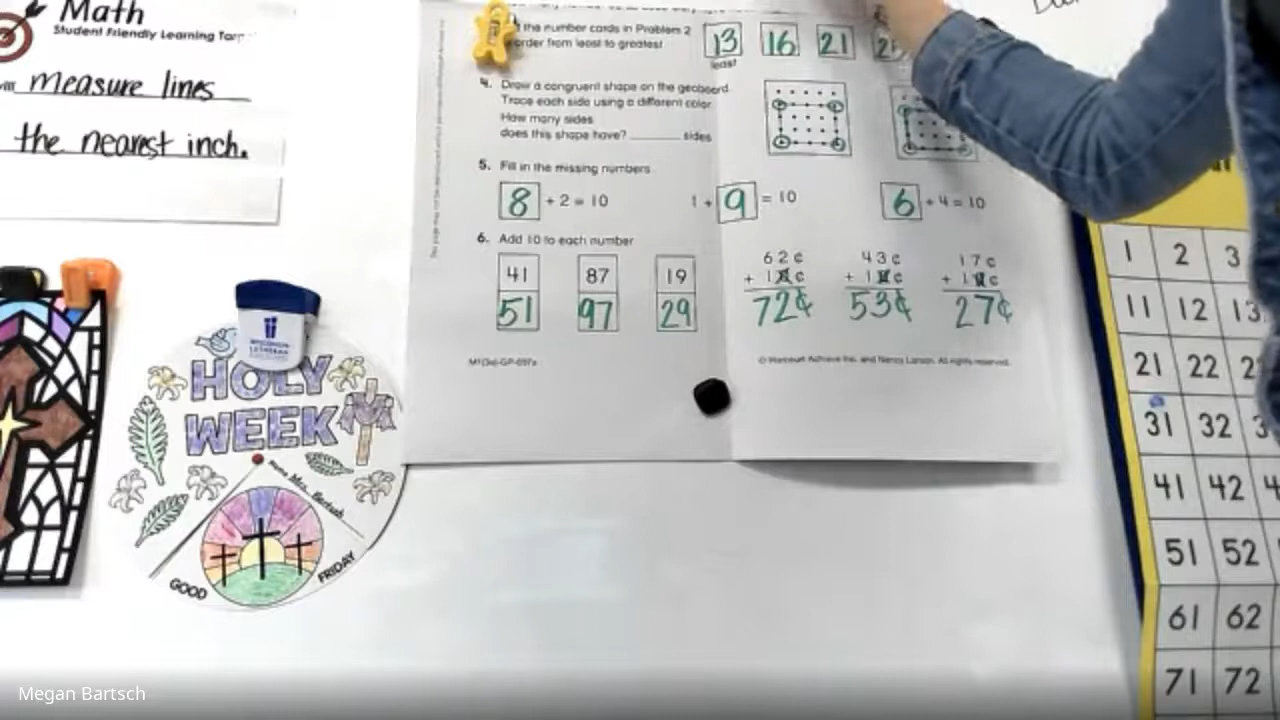 Math
Student Friendly Learning
measure lines
the nearest inch.
the number cards in Problem 2
order from least to greatest
13 16 21
least
4. Draw a congruent shape on the geoboard.
Trace each side using a different color.
How many sides
does this shape have? ______ sides
5. Fill in the missing numbers.
8 + 2 = 10
1 + 9 = 10
6 + 4 = 10
6. Add 10 to each number
41 87 19
51 97 29
62¢ 43¢ 17¢
72¢ 53¢ 27¢
© Harcourt Achieve Inc. and Nancy Larson. All rights reserved.
WISCONSIN
LUTHERAN
HOLY
WEEK
GOOD
FRIDAY
1 2 3
11 12 13
21 22
31 32
41 42
51 52
61 62
71 72
Megan Bartsch